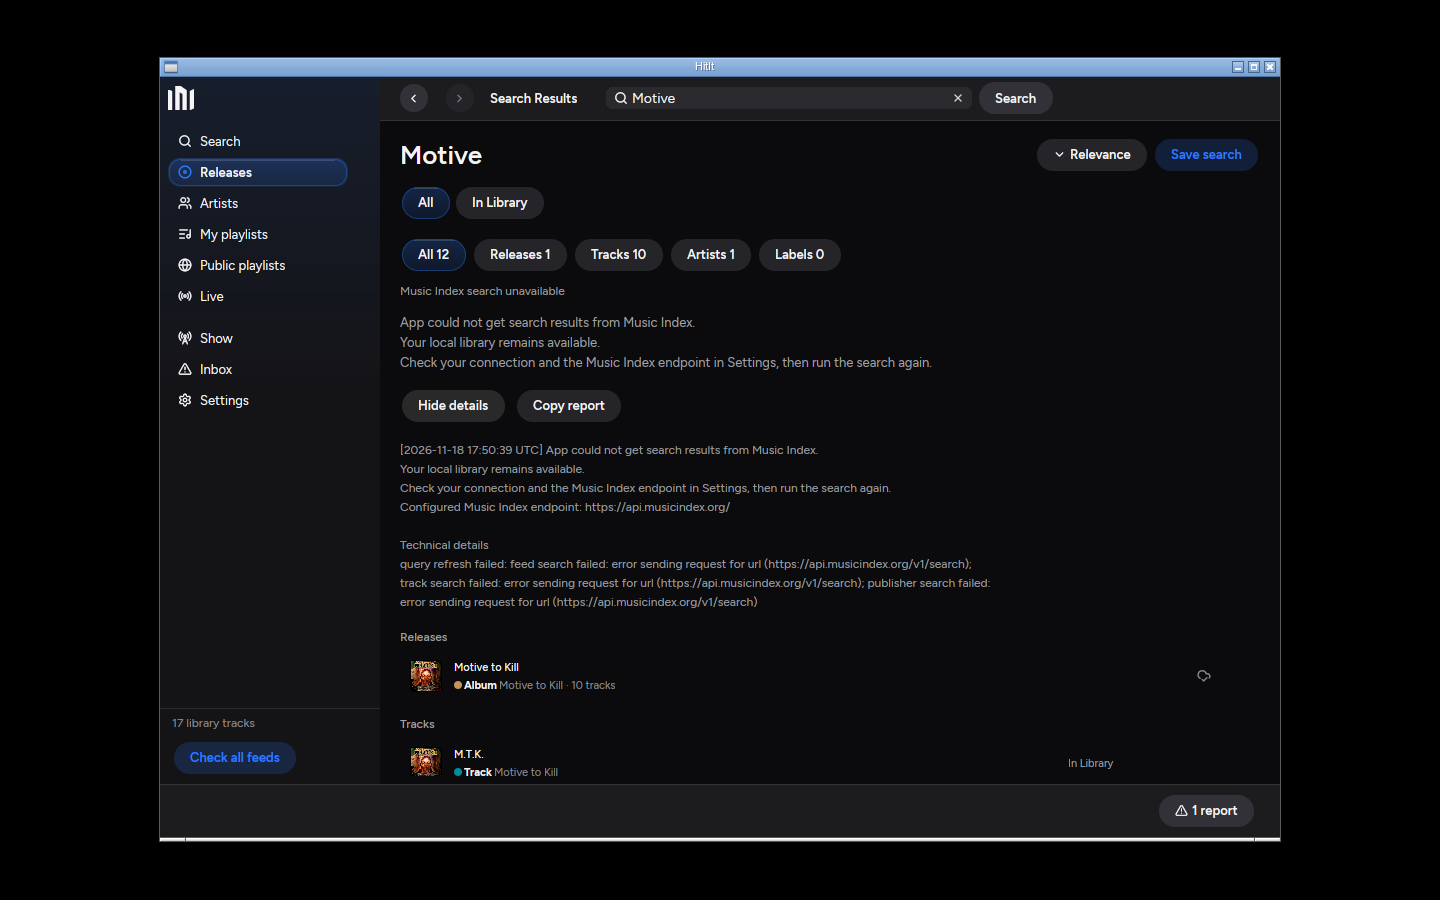 HitIt
Search Results
Motive
Search
Search
Releases
Artists
My playlists
Public playlists
Live
Show
Inbox
Settings
17 library tracks
Check all feeds
Motive
Relevance
Save search
All
In Library
All 12
Releases 1
Tracks 10
Artists 1
Labels 0
Music Index search unavailable
App could not get search results from Music Index.
Your local library remains available.
Check your connection and the Music Index endpoint in Settings, then run the search again.
Hide details
Copy report
[2026-11-18 17:50:39 UTC] App could not get search results from Music Index.
Your local library remains available.
Check your connection and the Music Index endpoint in Settings, then run the search again.
Configured Music Index endpoint: https://api.musicindex.org/
Technical details
query refresh failed: feed search failed: error sending request for url (https://api.musicindex.org/v1/search);
track search failed: error sending request for url (https://api.musicindex.org/v1/search); publisher search failed:
error sending request for url (https://api.musicindex.org/v1/search)
Releases
Motive to Kill
Album Motive to Kill · 10 tracks
Tracks
M.T.K.
Track Motive to Kill
In Library
1 report